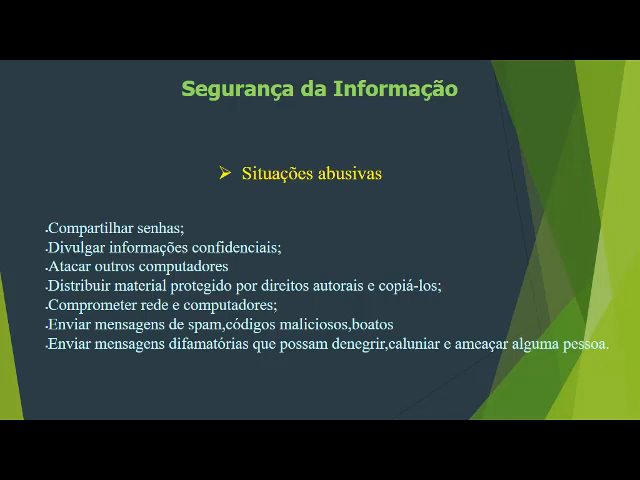 Segurança da Informação
➢ Situações abusivas
•Compartilhar senhas;
•Divulgar informações confidenciais;
•Atacar outros computadores
•Distribuir material protegido por direitos autorais e copiá-los;
•Comprometer rede e computadores;
•Enviar mensagens de spam,códigos maliciosos,boatos
•Enviar mensagens difamatórias que possam denegrir,caluniar e ameaçar alguma pessoa.